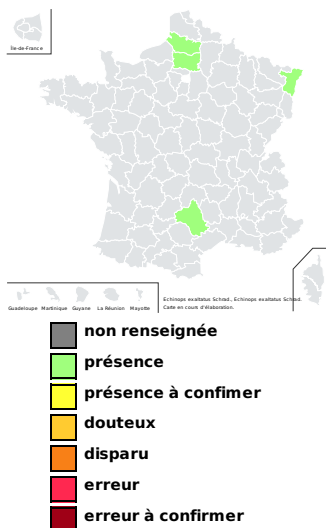 Île-de-France
Guadeloupe Martinique Guyane La Réunion Mayotte
Echinops exaltatus Schrad., Echinops exaltatus Schrad.
Carte en cours d'élaboration.
non renseignée
présence
présence à confimer
douteux
disparu
erreur
erreur à confirmer